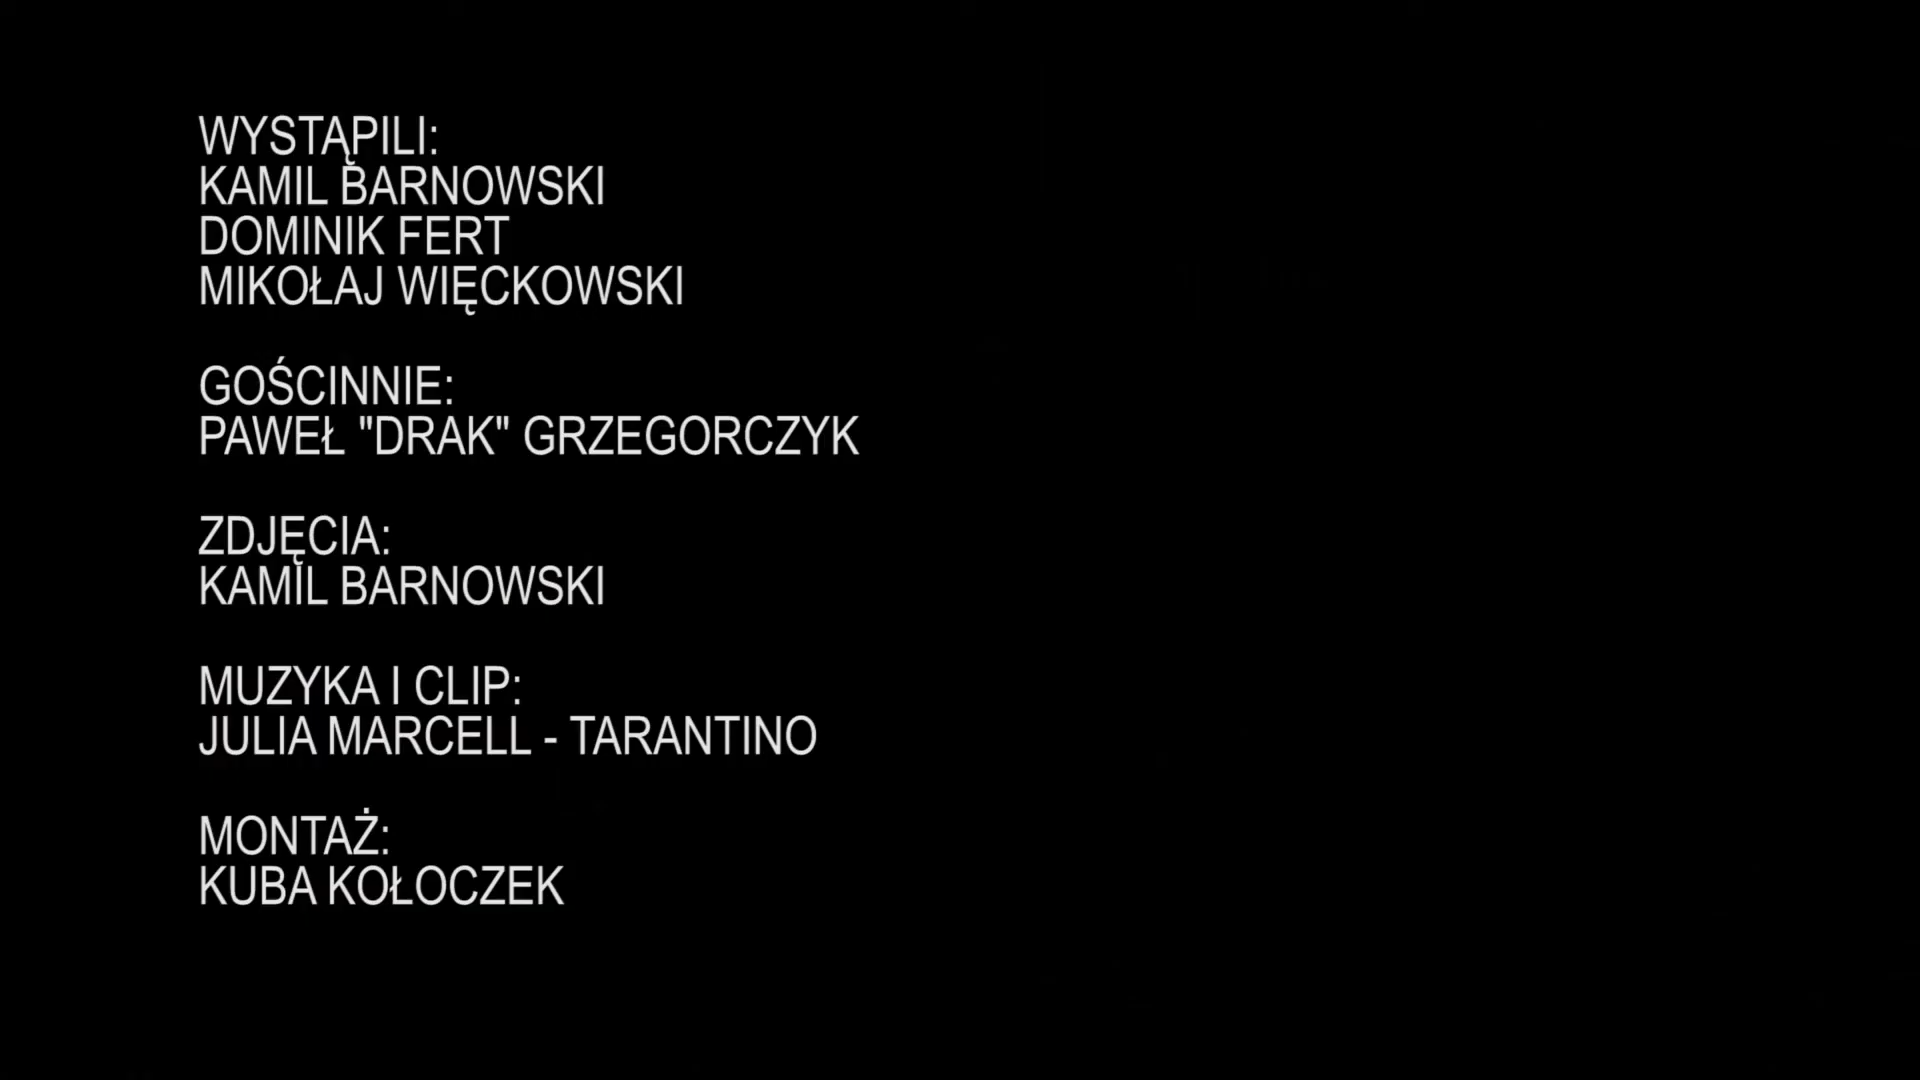 WYSTĄPILI:
KAMIL BARNOWSKI
DOMINIK FERT
MIKOŁAJ WIĘCKOWSKI
GOŚCINNIE:
PAWEŁ "DRAK" GRZEGORCZYK
ZDJĘCIA:
KAMIL BARNOWSKI
MUZYKA I CLIP:
JULIA MARCELL - TARANTINO
MONTAŻ:
KUBA KOŁOCZEK